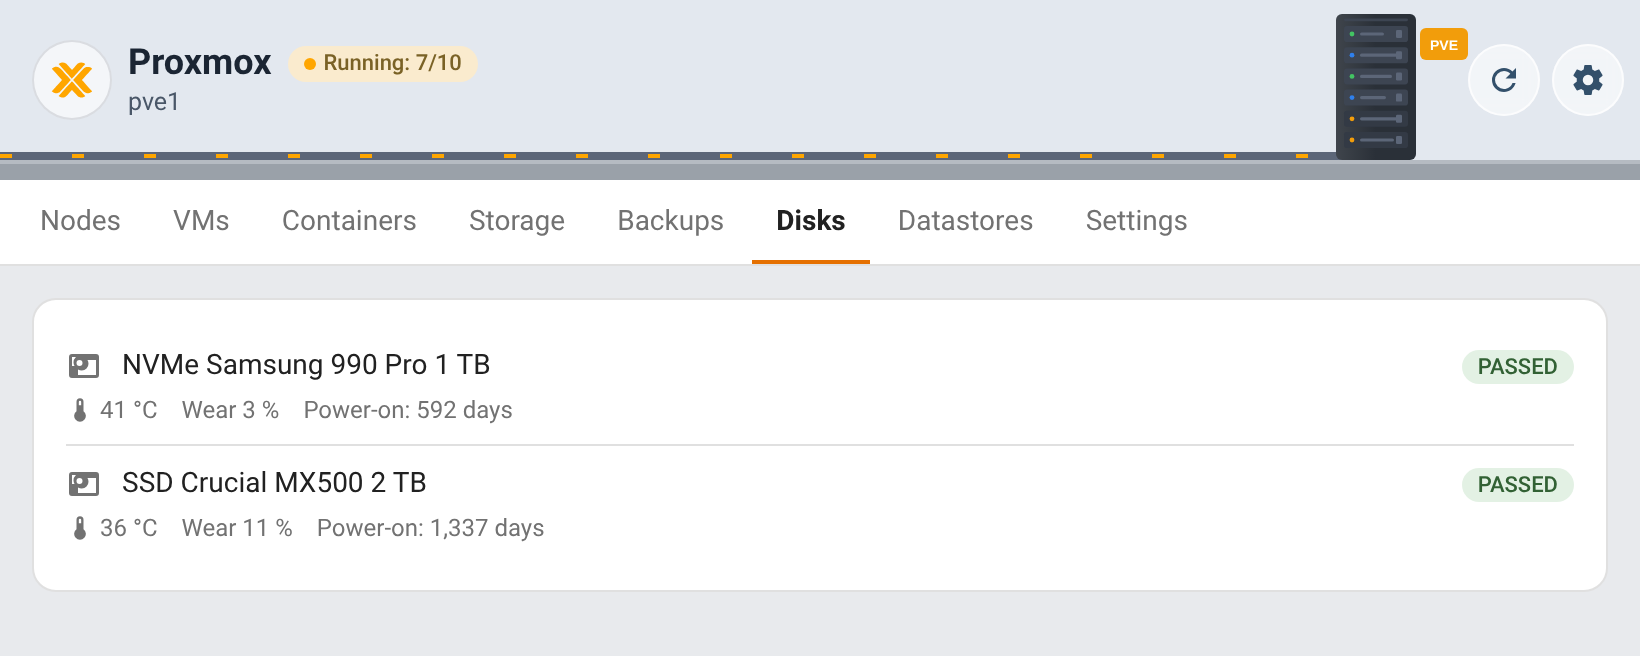 Proxmox
Running: 7/10
pve1
PVE
Nodes VMs Containers Storage Backups Disks Datastores Settings
NVMe Samsung 990 Pro 1 TB
PASSED
41 °C Wear 3 % Power-on: 592 days
SSD Crucial MX500 2 TB
PASSED
36 °C Wear 11 % Power-on: 1,337 days